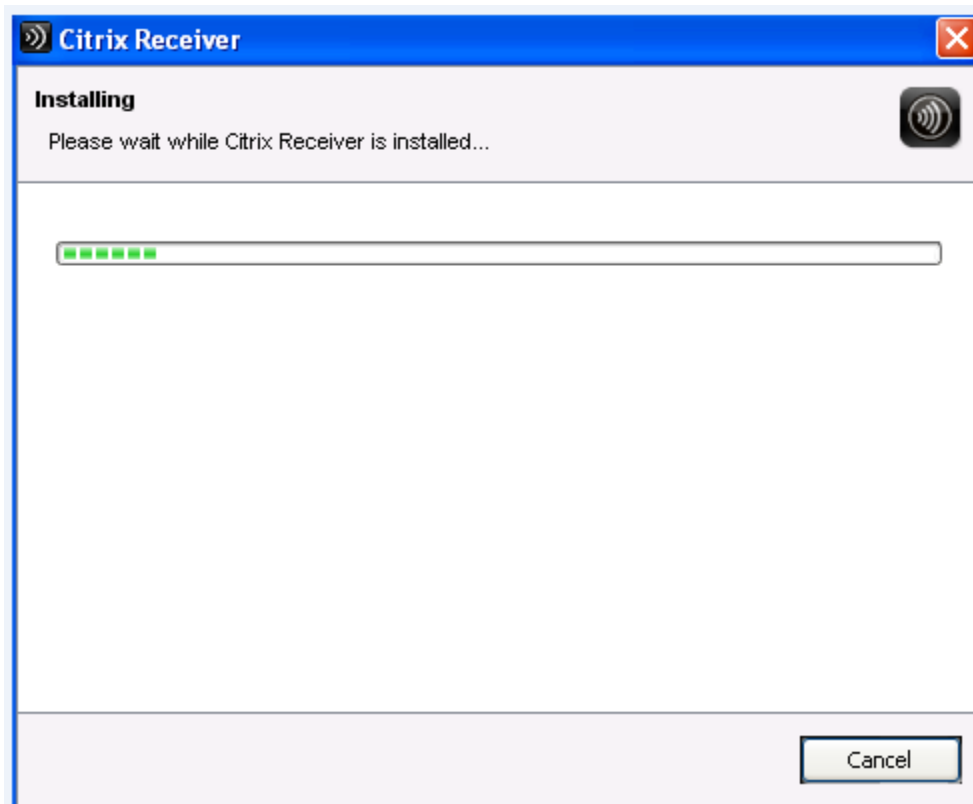 Citrix Receiver
Installing
Please wait while Citrix Receiver is installed...
Cancel